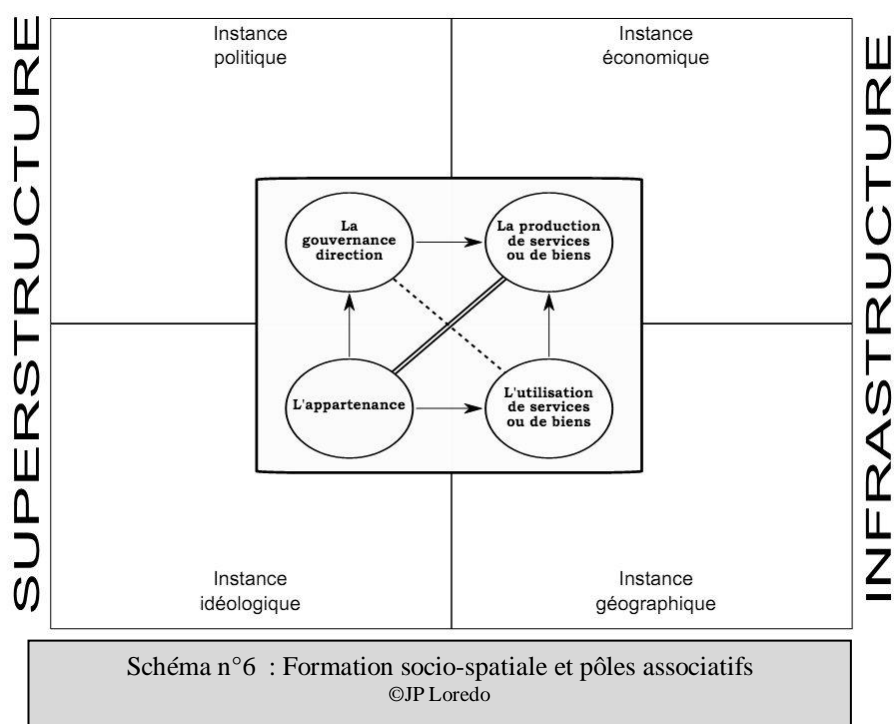 SUPERSTRUCTURE
Instance
politique
Instance
économique
INFRASTRUCTURE
La
gouvernance
direction
La production
de services
ou de biens
L'appartenance
L'utilisation
de services
ou de biens
Instance
idéologique
Instance
géographique
Schéma n°6 : Formation socio-spatiale et pôles associatifs
©JP Loredo